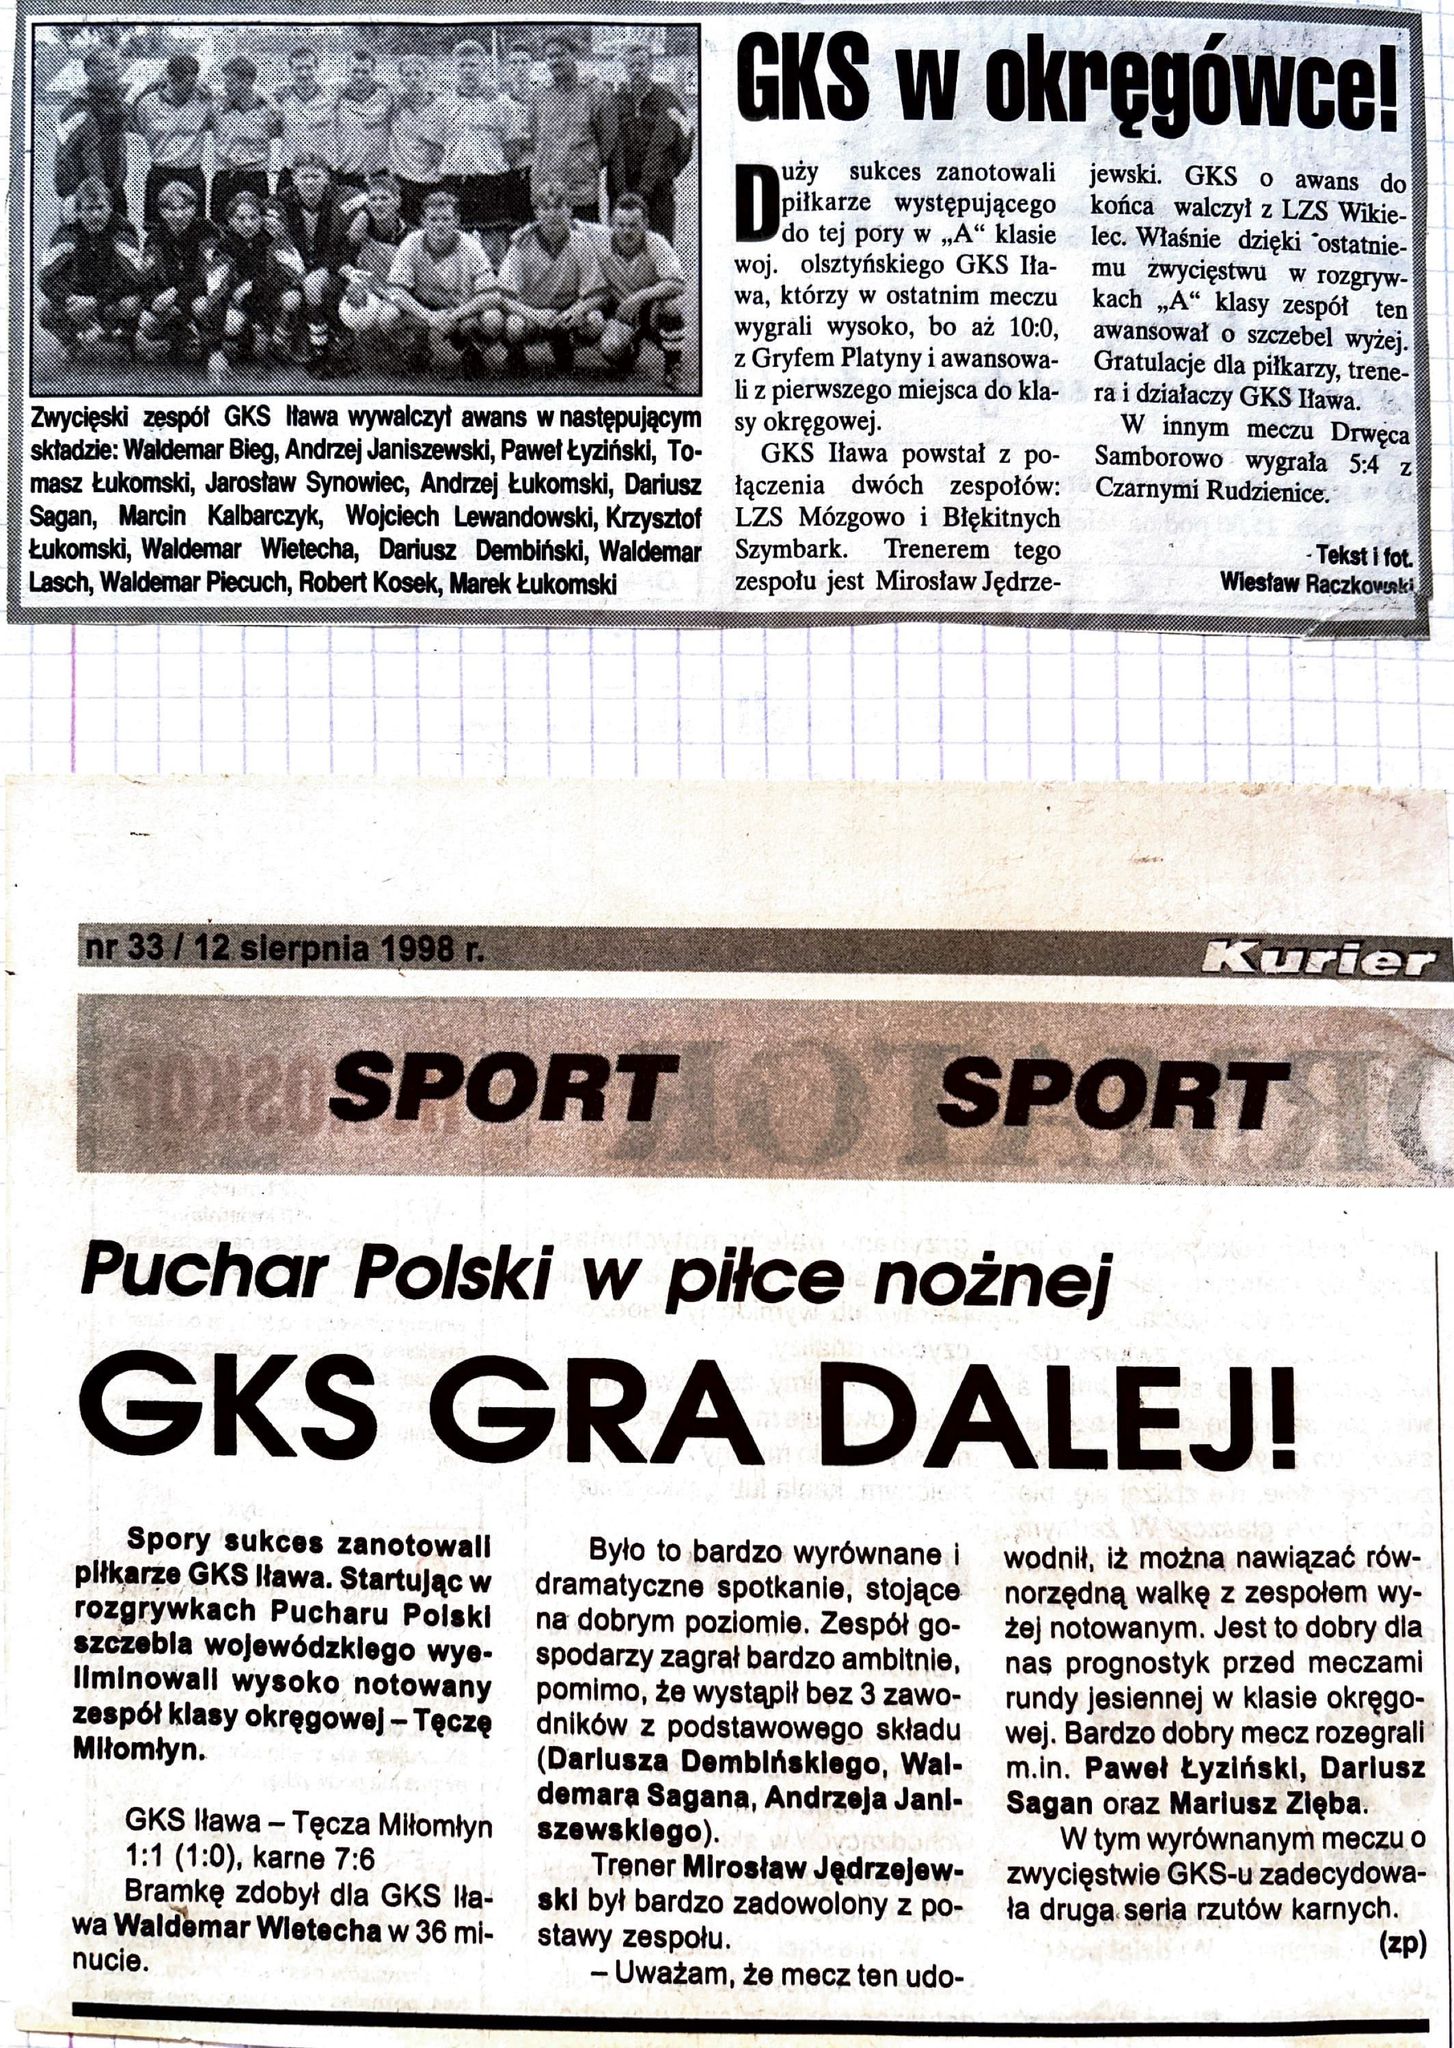 GKS w okręgówce!
Zwycięski zespół GKS Iława wywalczył awans w następującym
składzie: Waldemar Bieg, Andrzej Janiszewski, Paweł Łyziński, To-
masz Łukomski, Jarosław Synowiec, Andrzej Łukomski, Dariusz
Sagan, Marcin Kalbarczyk, Wojciech Lewandowski, Krzysztof
Łukomski, Waldemar Wietecha, Dariusz Dembiński, Waldemar
Lasch, Waldemar Piecuch, Robert Kosek, Marek Łukomski
Duży sukces zanotowali
piłkarze występującego
do tej pory w „A“ klasie
woj. olsztyńskiego GKS Iła-
wa, którzy w ostatnim meczu
wygrali wysoko, bo aż 10:0,
z Gryfem Platyny i awansowa-
li z pierwszego miejsca do kla-
sy okręgowej.
GKS Iława powstał z po-
łączenia dwóch zespołów:
LZS Mózgowo i Błękitnych
Szymbark. Trenerem tego
zespołu jest Mirosław Jędrze-
jewski. GKS o awans do
końca walczył z LZS Wikie-
lec. Właśnie dzięki ostatnie-
mu zwycięstwu w rozgryw-
kach „A“ klasy zespół ten
awansował o szczebel wyżej.
Gratulacje dla piłkarzy, trene-
ra i działaczy GKS Iława.
W innym meczu Drwęca
Samborowo wygrała 5:4 z
Czarnymi Rudzienice.
Tekst i fot.
Wiesław Raczkowski
nr 33 / 12 sierpnia 1998 r.
Kurier
SPORT SPORT
Puchar Polski w piłce nożnej
GKS GRA DALEJ!
Spory sukces zanotowali
piłkarze GKS Iława. Startując w
rozgrywkach Pucharu Polski
szczebla wojewódzkiego wye-
liminowali wysoko notowany
zespół klasy okręgowej – Tęczę
Miłomłyn.
GKS Iława – Tęcza Miłomłyn
1:1 (1:0), karne 7:6
Bramkę zdobył dla GKS Iła-
wa Waldemar Wietecha w 36 mi-
nucie.
Było to bardzo wyrównane i
dramatyczne spotkanie, stojące
na dobrym poziomie. Zespół go-
spodarzy zagrał bardzo ambitnie,
pomimo, że wystąpił bez 3 zawo-
dników z podstawowego składu
(Dariusza Dembińskiego, Wal-
demara Sagana, Andrzeja Jani-
szewskiego).
Trener Mirosław Jędrzejew-
ski był bardzo zadowolony z po-
stawy zespołu.
– Uważam, że mecz ten udo-
wodnił, iż można nawiązać rów-
norzędną walkę z zespołem wy-
żej notowanym. Jest to dobry dla
nas prognostyk przed meczami
rundy jesiennej w klasie okręgo-
wej. Bardzo dobry mecz rozegrali
m.in. Paweł Łyziński, Dariusz
Sagan oraz Mariusz Zięba.
W tym wyrównanym meczu o
zwycięstwie GKS-u zadecydowa-
ła druga seria rzutów karnych.
(zp)